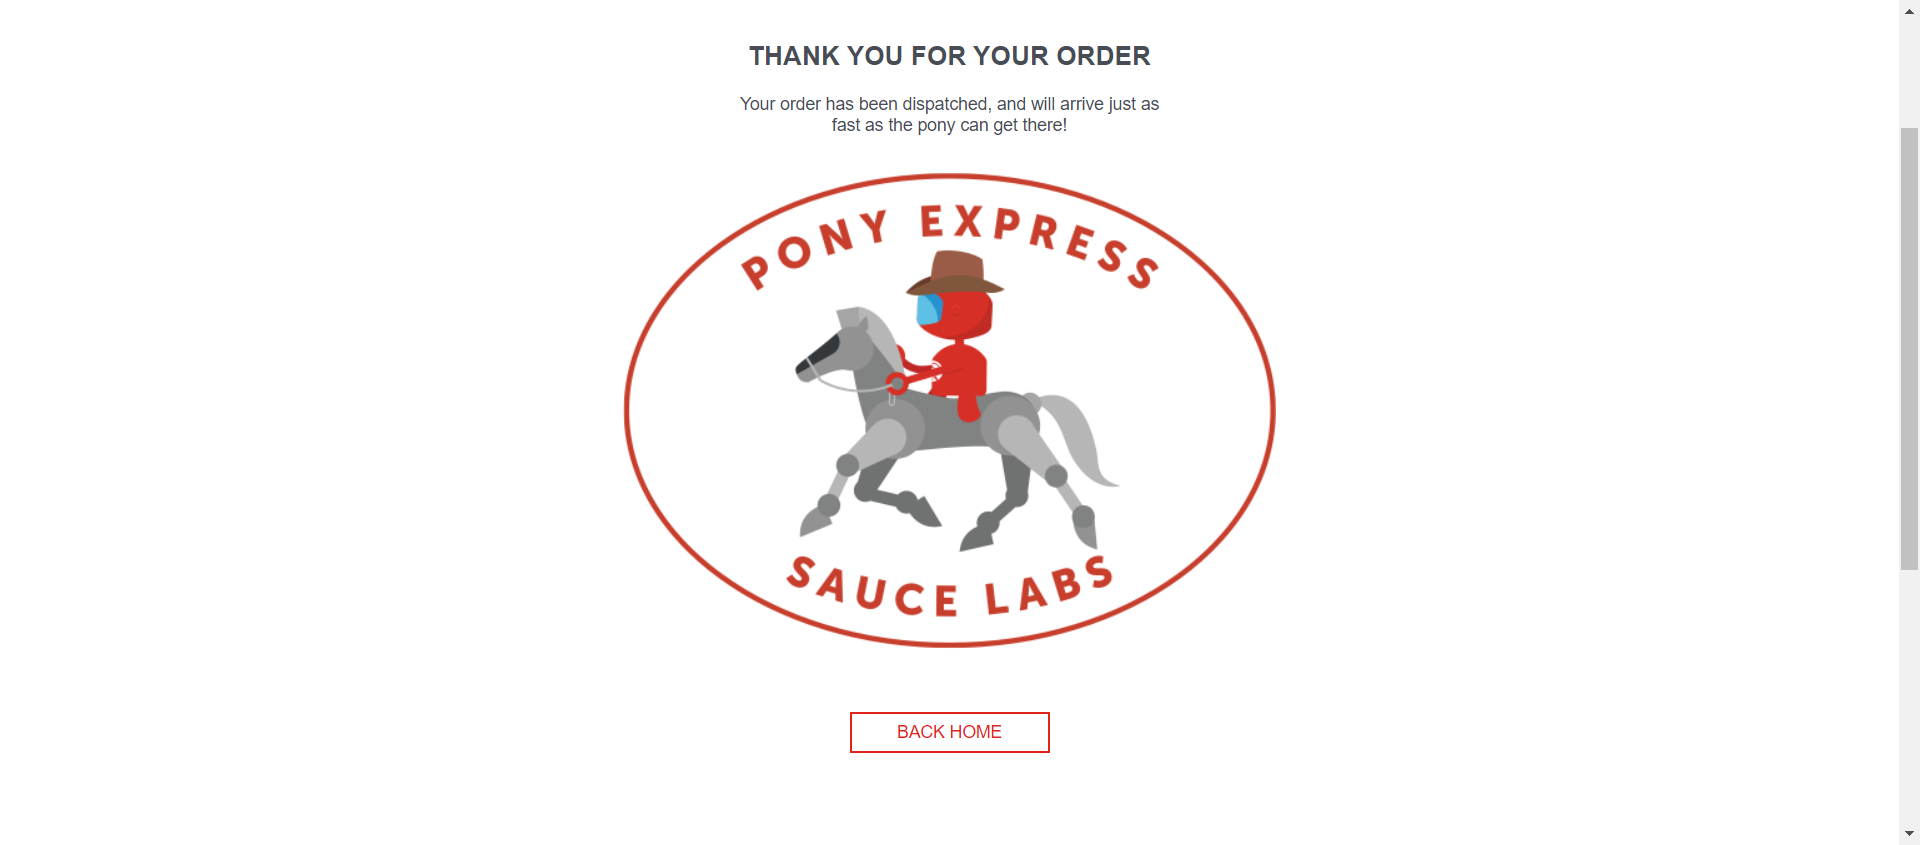 THANK YOU FOR YOUR ORDER
Your order has been dispatched, and will arrive just as
fast as the pony can get there!
PONY EXPRESS
SAUCE LABS
BACK HOME